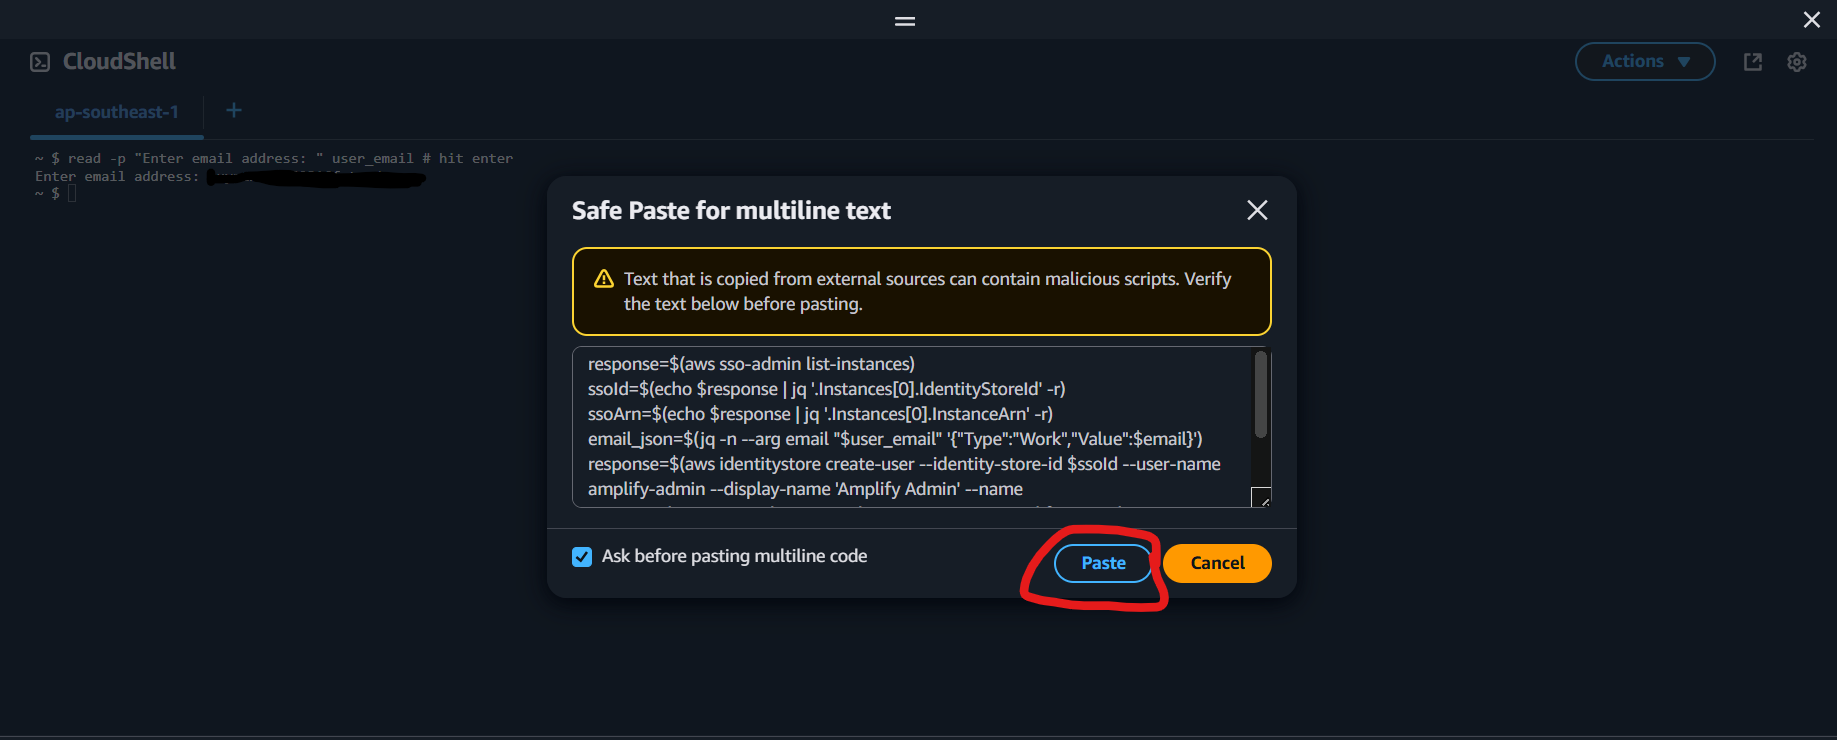 CloudShell
Actions
ap-southeast-1
+
~ $ read -p "Enter email address: " user_email # hit enter
Enter email address:
~ $
Safe Paste for multiline text
Text that is copied from external sources can contain malicious scripts. Verify
the text below before pasting.
response=$(aws sso-admin list-instances)
ssoId=$(echo $response | jq '.Instances[0].IdentityStoreId' -r)
ssoArn=$(echo $response | jq '.Instances[0].InstanceArn' -r)
email_json=$(jq -n --arg email "$user_email" '{"Type":"Work","Value":$email}')
response=$(aws identitystore create-user --identity-store-id $ssoId --user-name
amplify-admin --display-name 'Amplify Admin' --name
Ask before pasting multiline code
Paste
Cancel